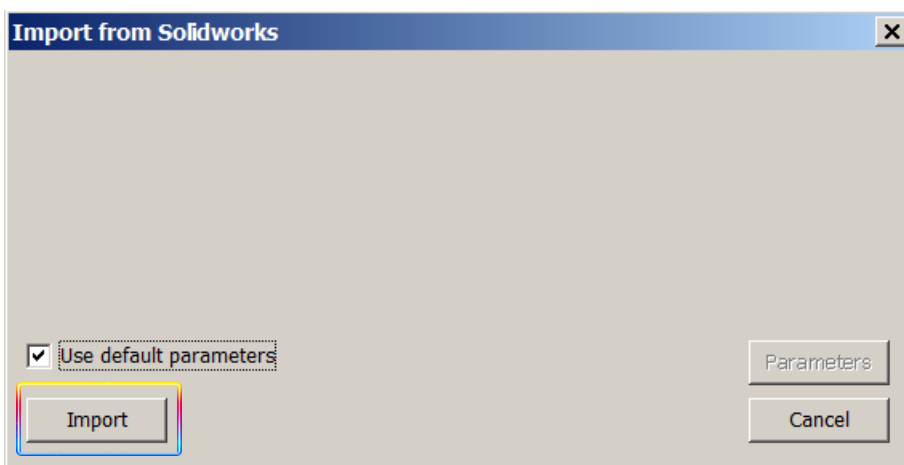 Import from Solidworks
Use default parameters
Parameters
Import
Cancel